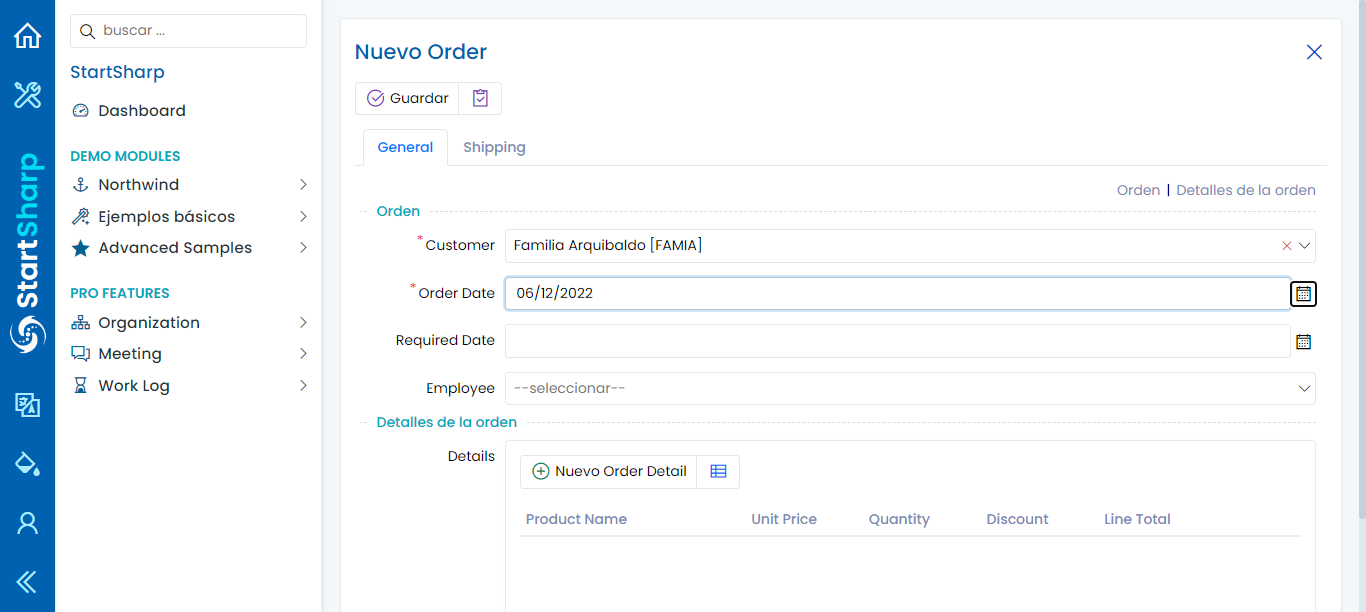 buscar ...
StartSharp
Dashboard
DEMO MODULES
Northwind
Ejemplos básicos
Advanced Samples
PRO FEATURES
Organization
Meeting
Work Log
StartSharp
Nuevo Order
Guardar
General Shipping
Orden | Detalles de la orden
Orden
* Customer Familia Arquibaldo [FAMIA]
* Order Date 06/12/2022
Required Date
Employee --seleccionar--
Detalles de la orden
Details
Nuevo Order Detail
Product Name Unit Price Quantity Discount Line Total